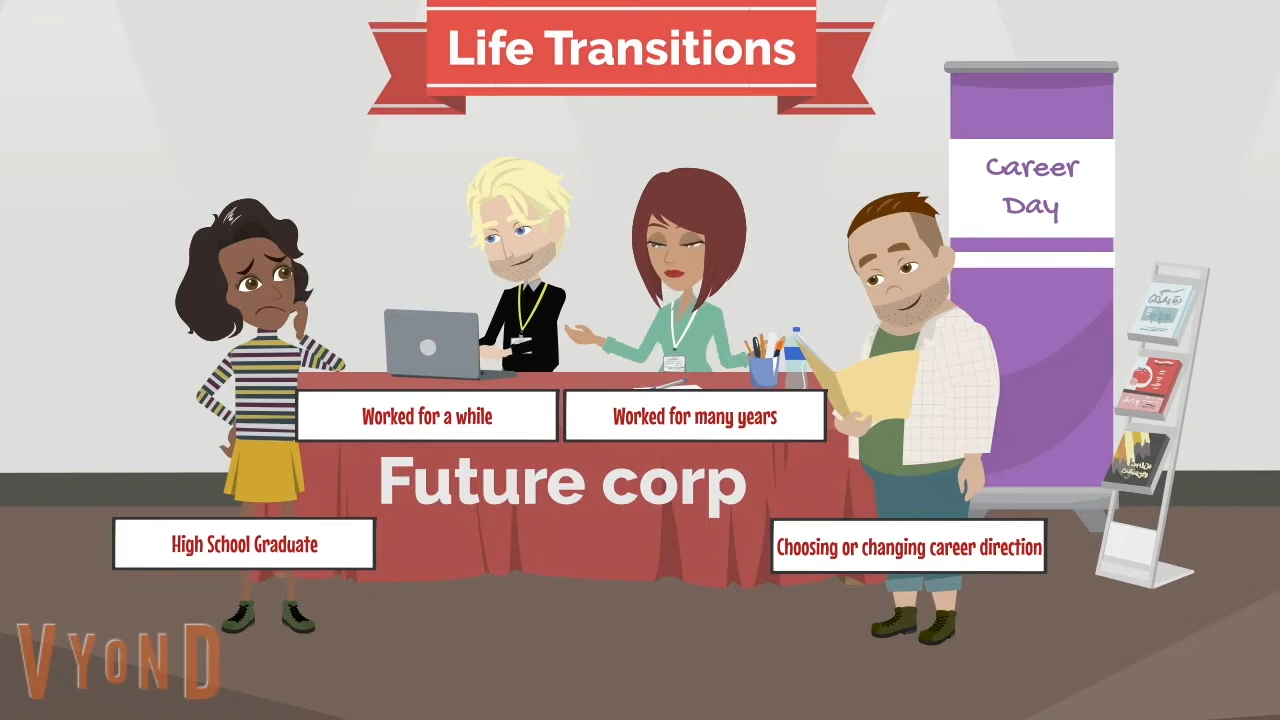 Life Transitions
Career
Day
Worked for a while
Worked for many years
Future corp
High School Graduate
Choosing or changing career direction
VYOND